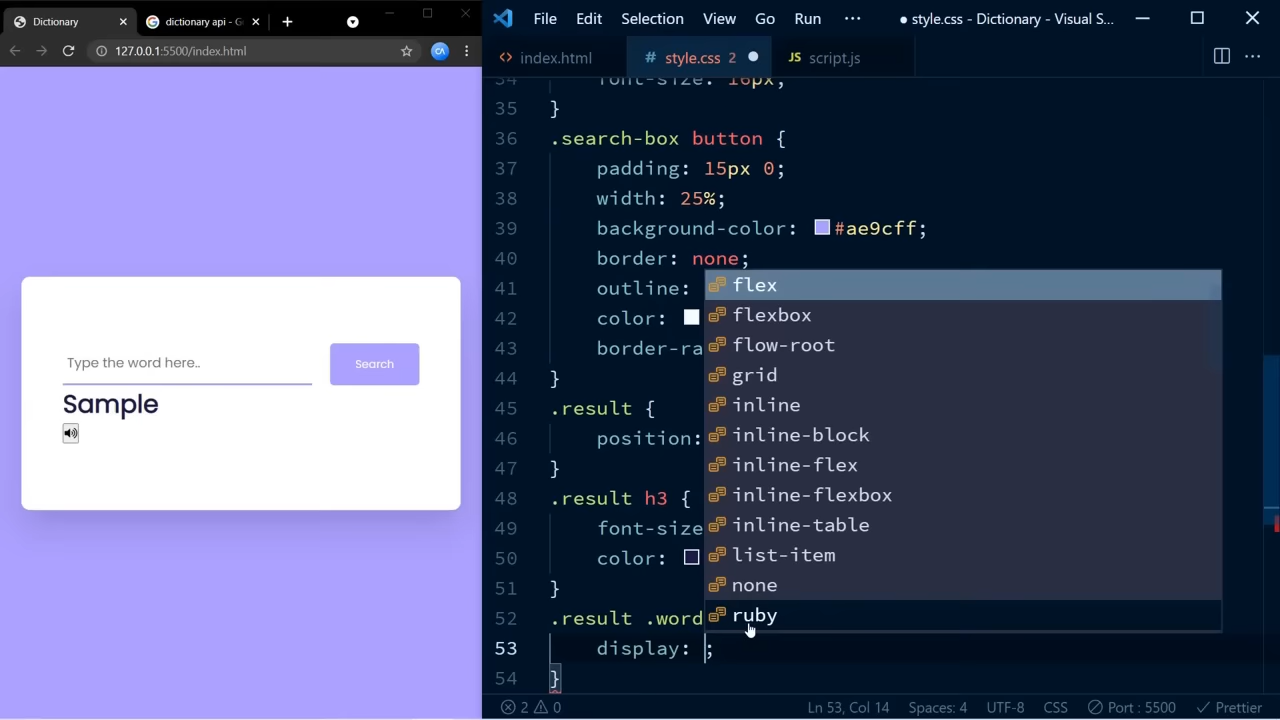 Dictionary
dictionary api - G
127.0.0.1:5500/index.html
CA
Type the word here..
Search
Sample
File Edit Selection View Go Run ···
● style.css - Dictionary - Visual S...
<> index.html
# style.css 2
JS script.js
34 font-size: 16px;
35 }
36 .search-box button {
37 padding: 15px 0;
38 width: 25%;
39 background-color: #ae9cff;
40 border: none;
41 outline:
42 color:
43 border-ra
44 }
45 .result {
46 position:
47 }
48 .result h3 {
49 font-size
50 color:
51 }
52 .result .word
53 display: ;
54 }
flex
flexbox
flow-root
grid
inline
inline-block
inline-flex
inline-flexbox
inline-table
list-item
none
ruby
2 0
Ln 53, Col 14
Spaces: 4
UTF-8
CSS
Port : 5500
Prettier